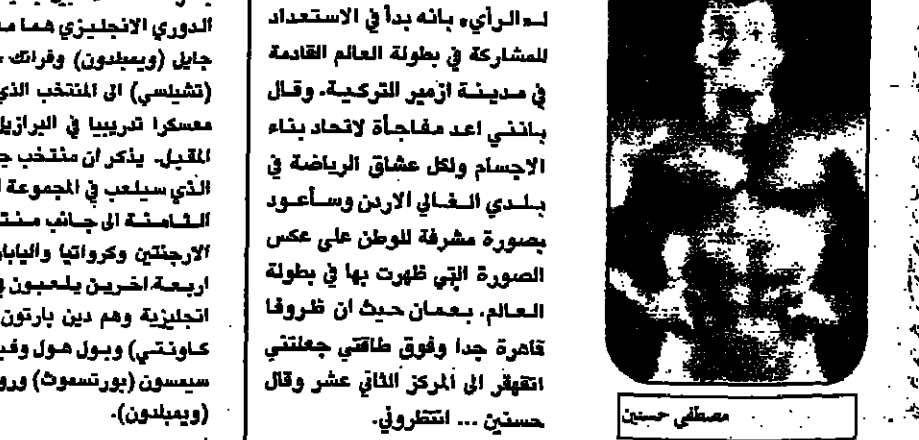 لـ«الرأي» بانه بدأ في الاستعداد
للمشاركة في بطولة العالم القادمة
في مدينة ازمير التركية. وقال
بانني اعد مفاجأة لاتحاد بناء
الاجسام ولكل عشاق الرياضة في
بلدي الغالي الاردن وسأعود
بصورة مشرفة للوطن على عكس
الصورة التي ظهرت بها في بطولة
العالم. بعمان حيث ان ظروفا
قاهرة جدا وفوق طاقتي جعلتني
اتقهقر الى المركز الثاني عشر وقال
حسنين ... انتظروني.
مصطفى حسنين
الدوري الانجليزي هما
جايل (ويمبلدون) وفرانك
(تشيلسي) الى المنتخب الذي
معسكرا تدريبيا في البرازيل
المقبل. يذكر ان منتخب
الذي سيلعب في المجموعة
الثامنة الى جانب
الارجنتين وكرواتيا واليابان
اربعة اخرين يلعبون
انجليزية وهم دين بارتون
كاونتي) وبول هول
سيمسون (بورتسموث)
(ويمبلدون).